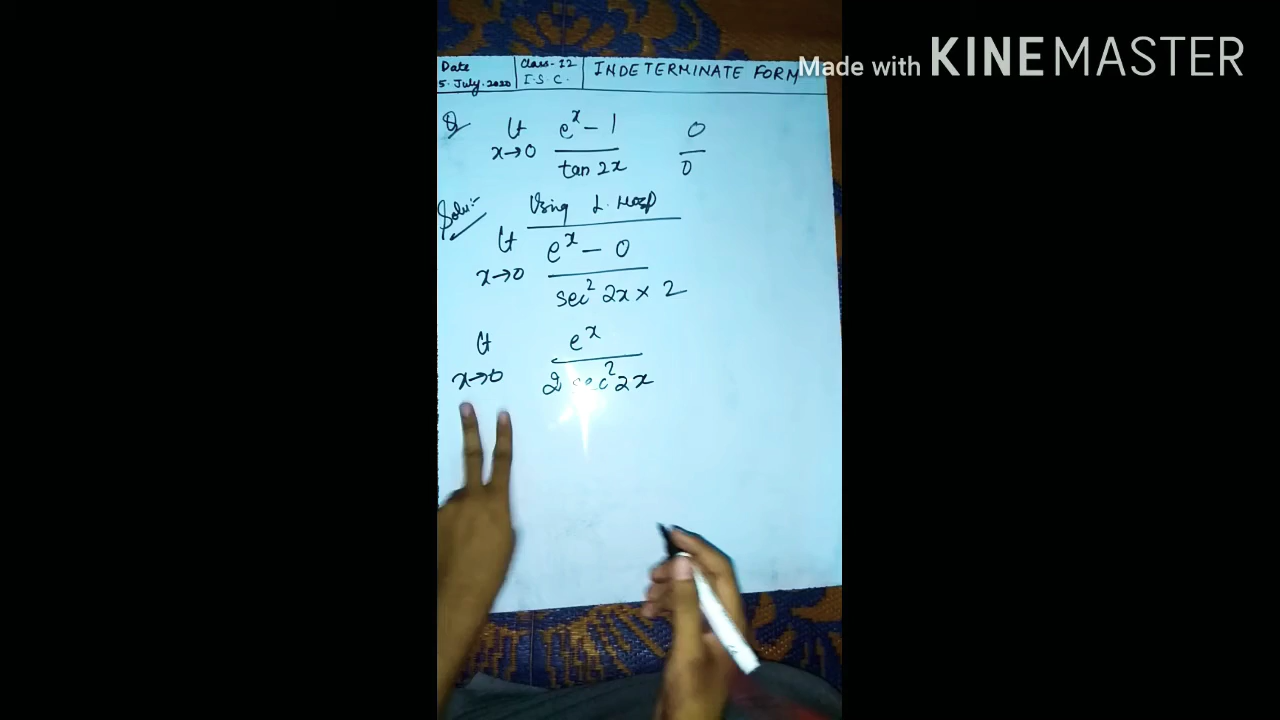 Made with KINEMASTER
Date
5. July. 2020
Class- 12
I.S.C.
INDETERMINATE FORM
Q
Lt e^x - 1 0
x→0 tan 2x 0
Solu:-
Using L. Hosp
Lt e^x - 0
x→0 sec^2 2x × 2
Lt e^x
x→0 2 sec^2 2x